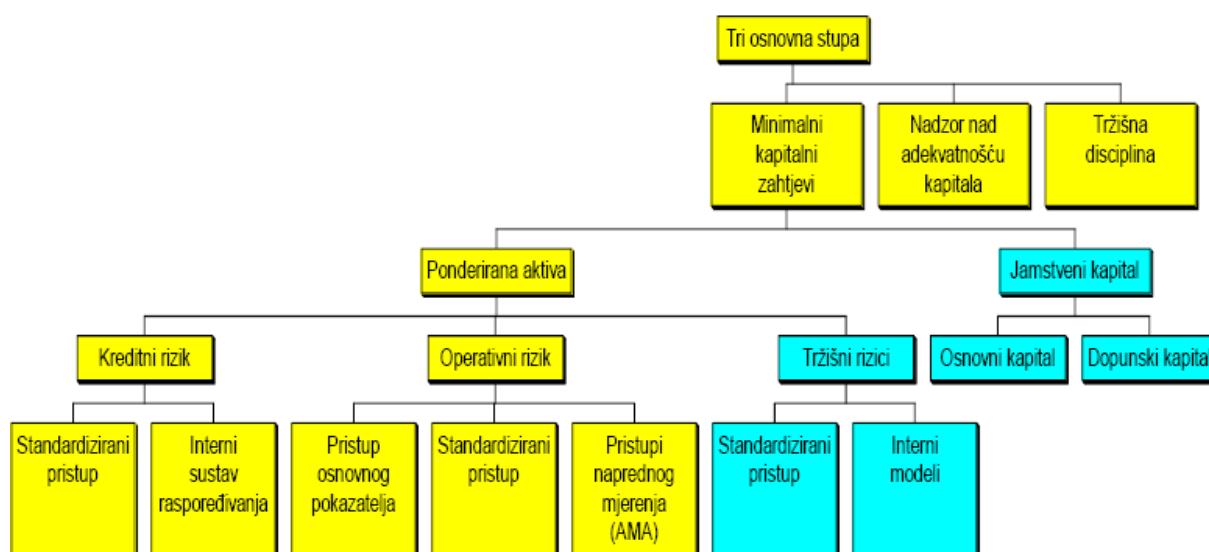 Tri osnovna stupa
Minimalni
kapitalni
zahtjevi
Nadzor nad
adekvatnošću
kapitala
Tržišna
disciplina
Ponderirana aktiva
Jamstveni kapital
Kreditni rizik
Operativni rizik
Tržišni rizici
Osnovni kapital
Dopunski kapital
Standardizirani
pristup
Interni
sustav
raspoređivanja
Pristup
osnovnog
pokazatelja
Standardizirani
pristup
Pristupi
naprednog
mjerenja
(AMA)
Standardizirani
pristup
Interni
modeli